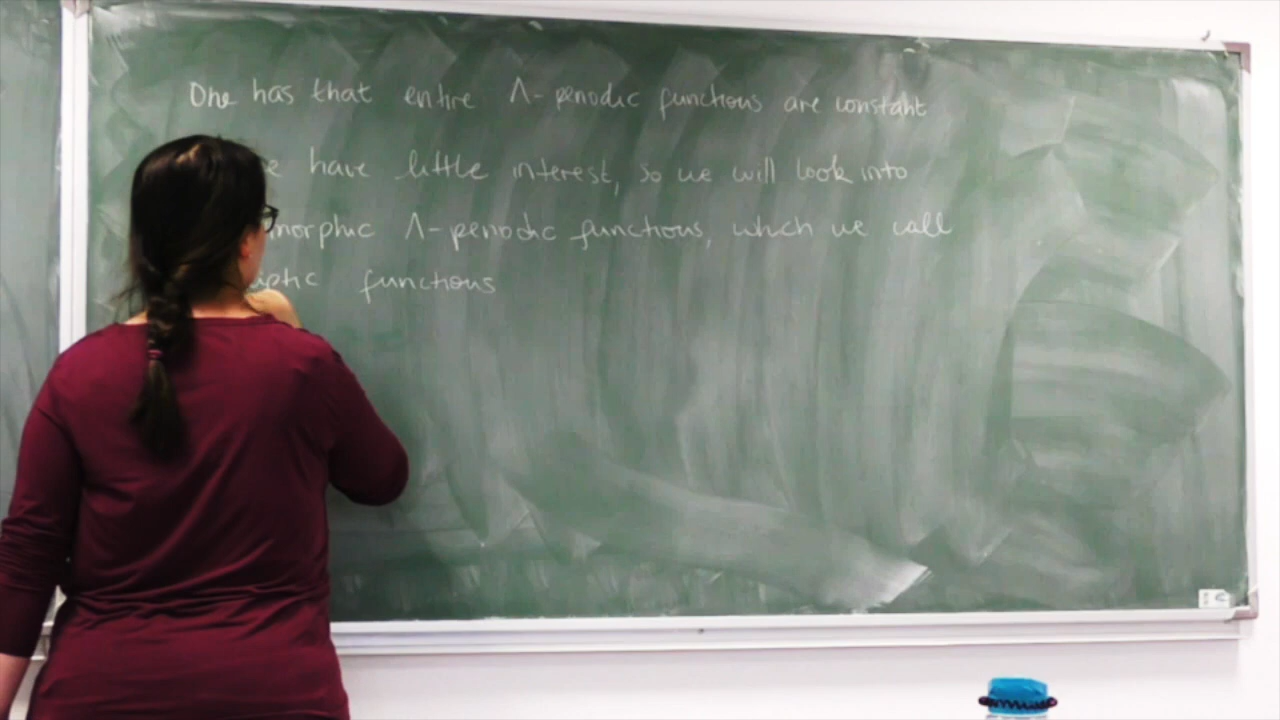 One has that entire Λ-periodic functions are constant
e have little interest, so we will look into
morphic Λ-periodic functions, which we call
iptic functions